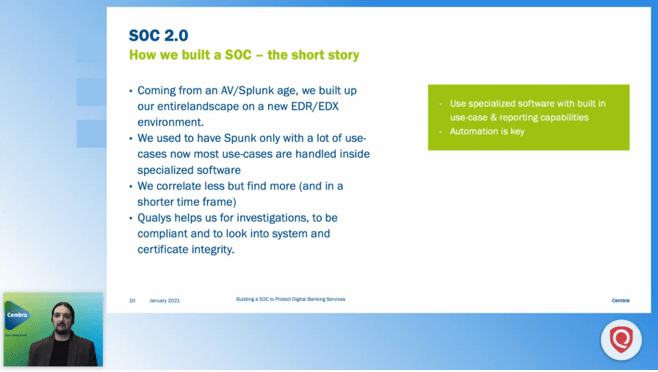 SOC 2.0
How we built a SOC – the short story
• Coming from an AV/Splunk age, we built up
our entirelandscape on a new EDR/EDX
environment.
• We used to have Spunk only with a lot of use-
cases now most use-cases are handled inside
specialized software
• We correlate less but find more (and in a
shorter time frame)
• Qualys helps us for investigations, to be
compliant and to look into system and
certificate integrity.
- Use specialized software with built in
use-case & reporting capabilities
- Automation is key
10 January 2021 Building a SOC to Protect Digital Banking Services Cembra
Cembra